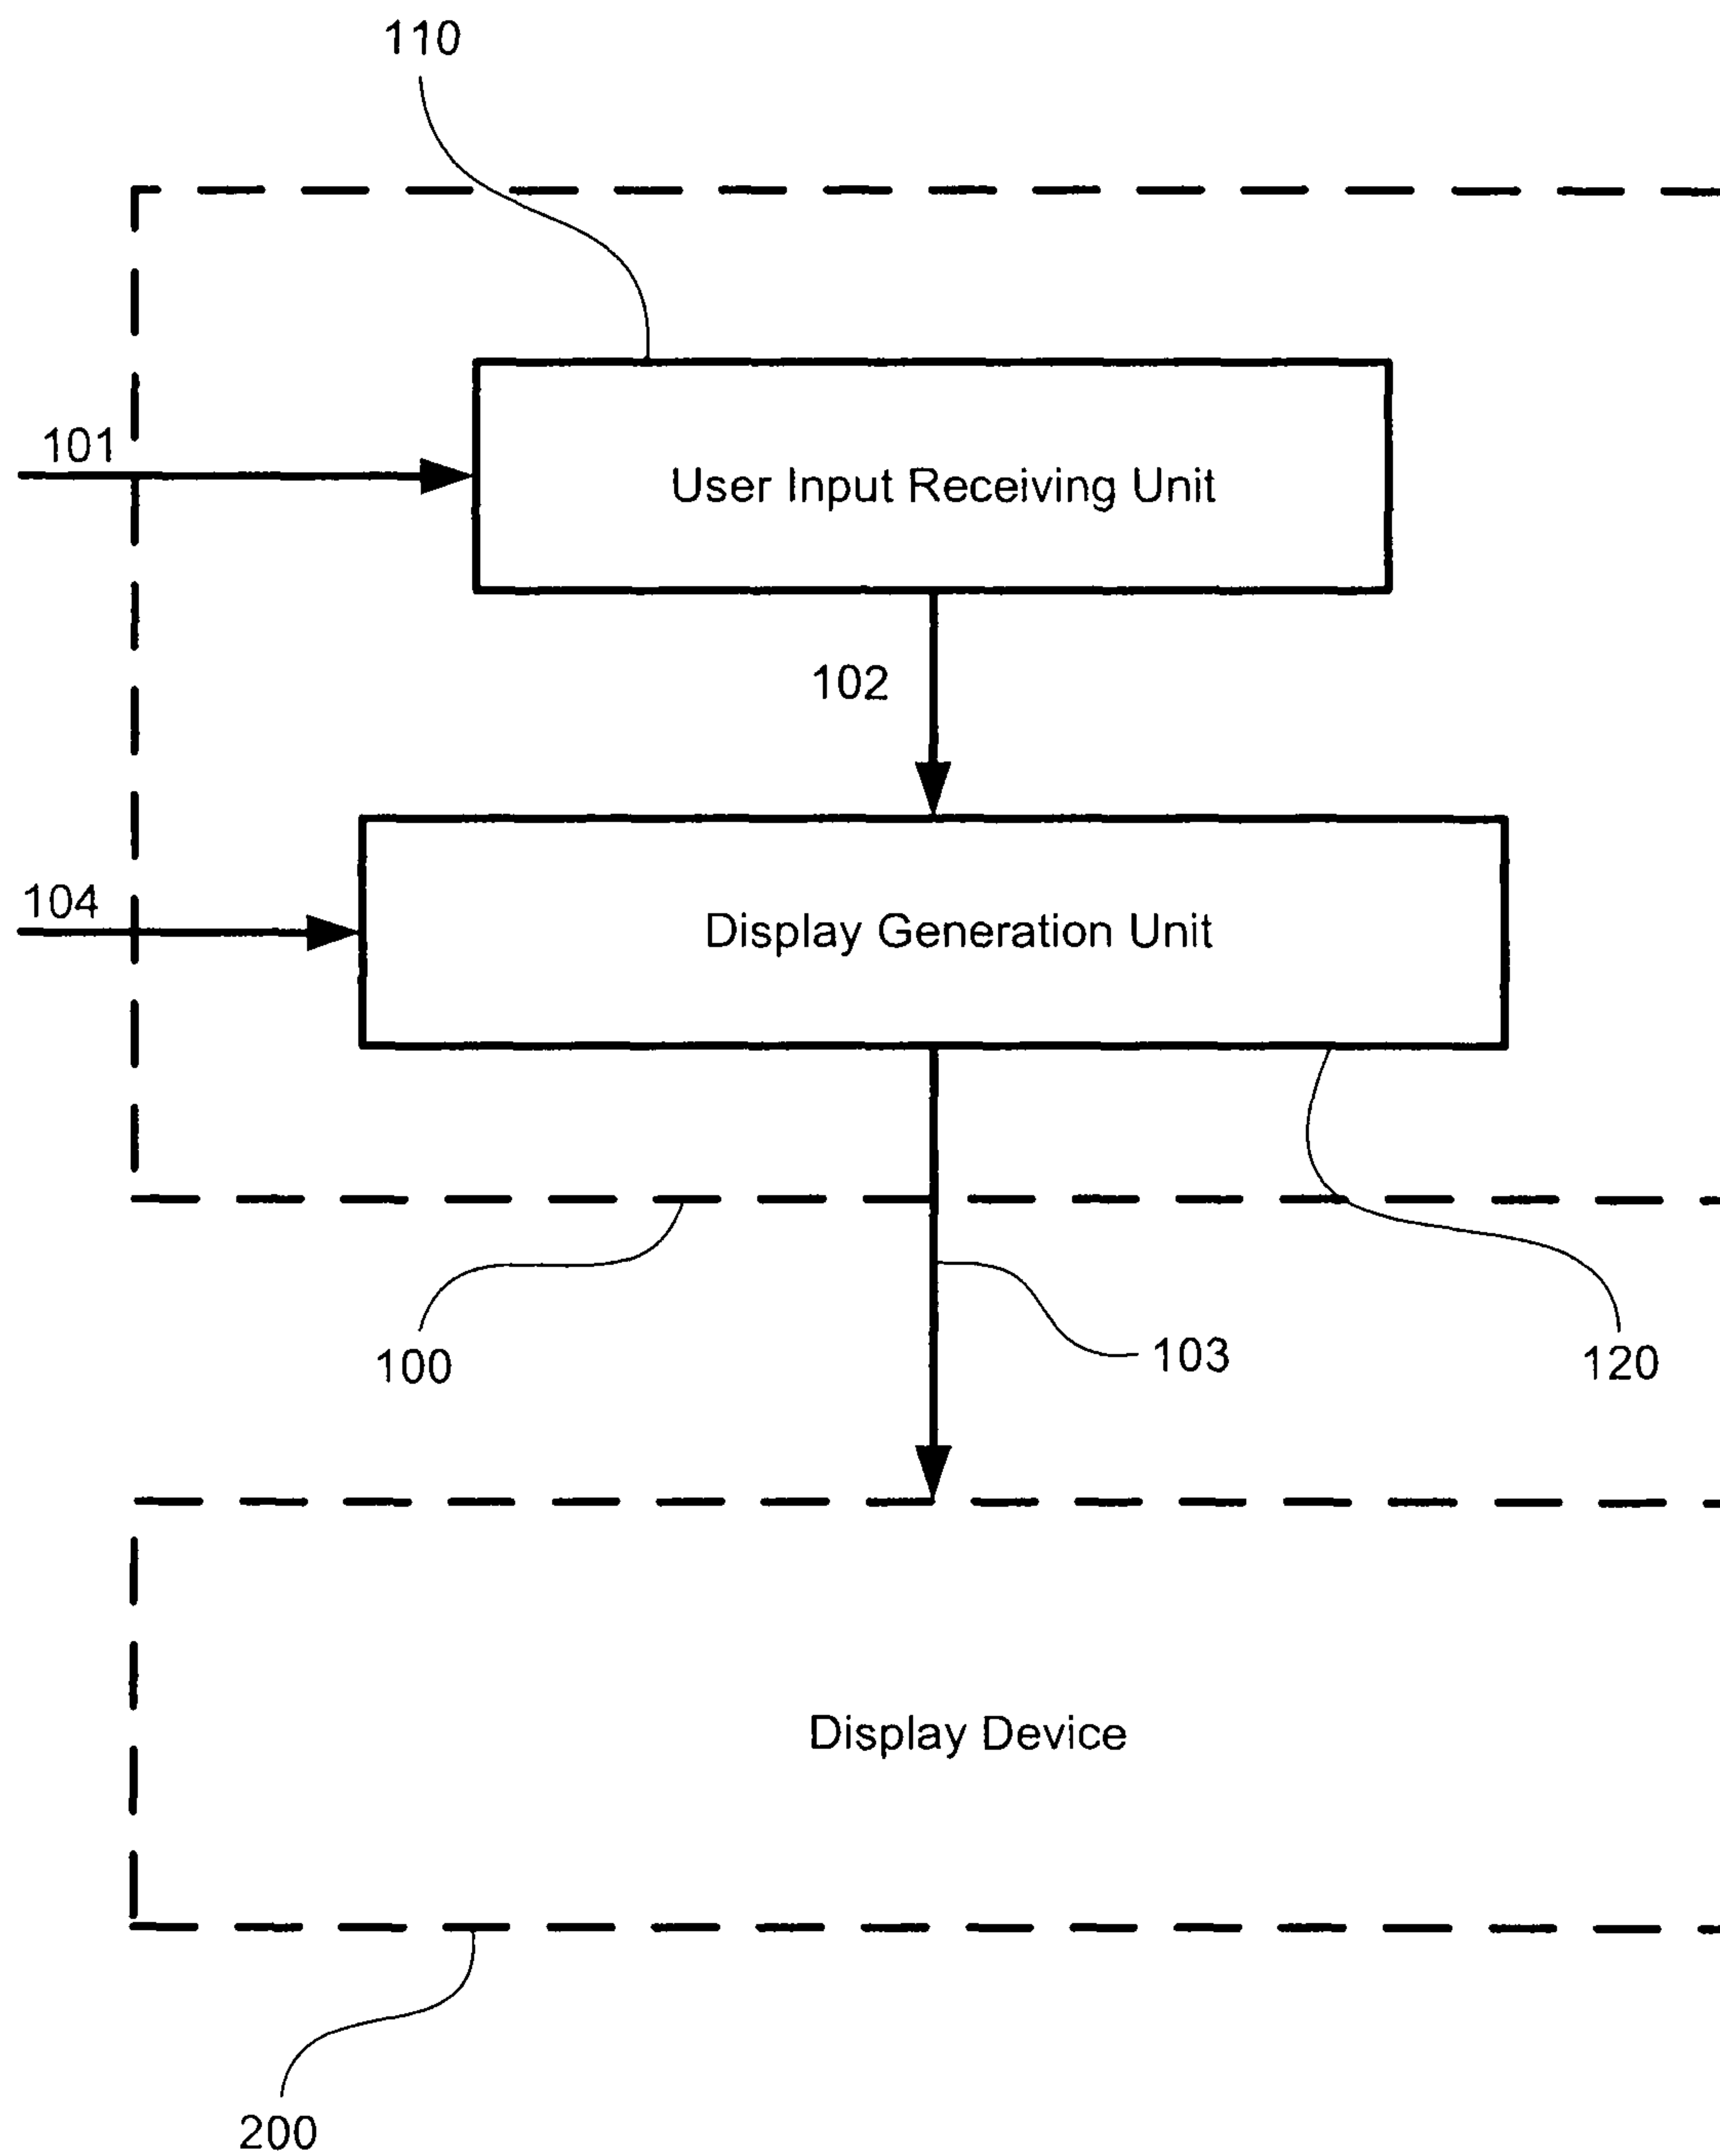 110
101
User Input Receiving Unit
102
104
Display Generation Unit
100
103
120
Display Device
200